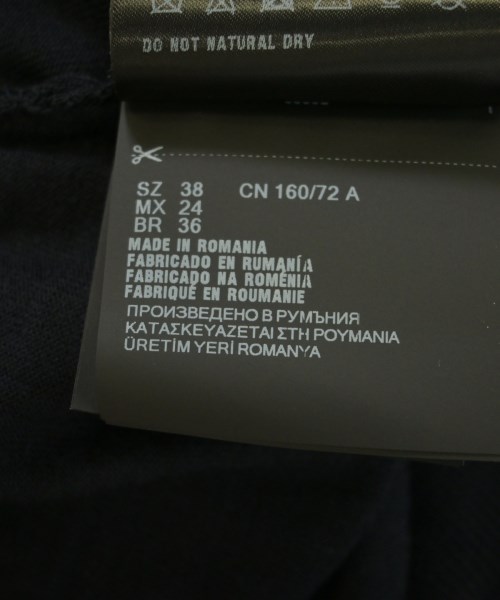 DO NOT NATURAL DRY
SZ 38 CN 160/72 A
MX 24
BR 36
MADE IN ROMANIA
FABRICADO EN RUMANÍA
FABRICADO NA ROMÉNIA
FABRIQUÉ EN ROUMANIE
ПРОИЗВЕДЕНО В РУМЪНИЯ
ΚΑΤΑΣΚΕΥΑΖΕΤΑΙ ΣΤΗ ΡΟΥΜΑΝΙΑ
ÜRETİM YERİ ROMANYA